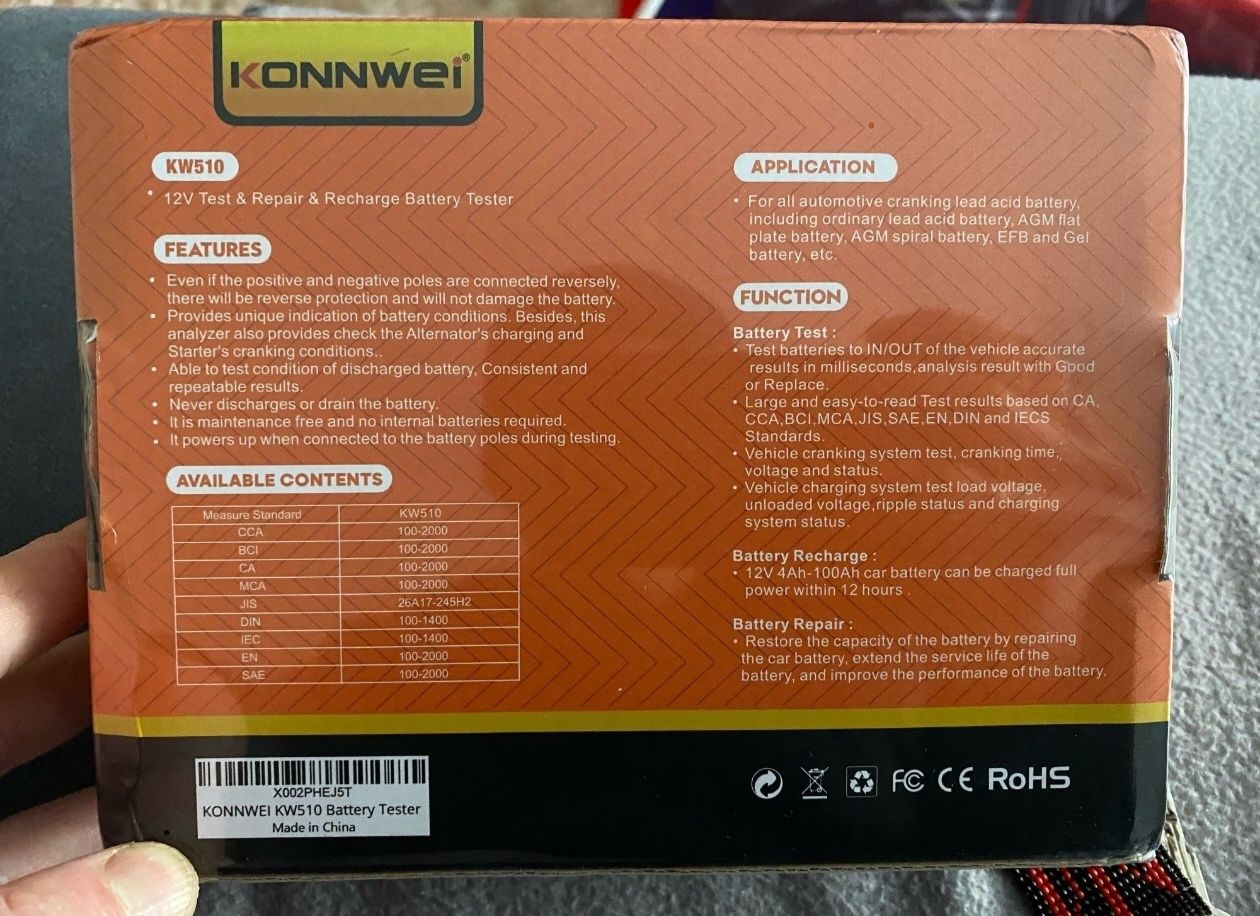 KONNWEI®
KW510
• 12V Test & Repair & Recharge Battery Tester
FEATURES
• Even if the positive and negative poles are connected reversely,
there will be reverse protection and will not damage the battery.
• Provides unique indication of battery conditions. Besides, this
analyzer also provides check the Alternator's charging and
Starter's cranking conditions..
• Able to test condition of discharged battery, Consistent and
repeatable results.
• Never discharges or drain the battery.
• It is maintenance free and no internal batteries required.
• It powers up when connected to the battery poles during testing.
AVAILABLE CONTENTS
Measure Standard KW510
CCA 100-2000
BCI 100-2000
CA 100-2000
MCA 100-2000
JIS 26A17-245H2
DIN 100-1400
IEC 100-1400
EN 100-2000
SAE 100-2000
APPLICATION
• For all automotive cranking lead acid battery,
including ordinary lead acid battery, AGM flat
plate battery, AGM spiral battery, EFB and Gel
battery, etc.
FUNCTION
Battery Test :
• Test batteries to IN/OUT of the vehicle accurate
results in milliseconds,analysis result with Good
or Replace.
• Large and easy-to-read Test results based on CA,
CCA,BCI,MCA,JIS,SAE,EN,DIN and IECS
Standards.
• Vehicle cranking system test, cranking time,
voltage and status.
• Vehicle charging system test load voltage,
unloaded voltage,ripple status and charging
system status.
Battery Recharge :
• 12V 4Ah-100Ah car battery can be charged full
power within 12 hours .
Battery Repair :
• Restore the capacity of the battery by repairing
the car battery, extend the service life of the
battery, and improve the performance of the battery.
X002PHEJ5T
KONNWEI KW510 Battery Tester
Made in China
FC CE RoHS